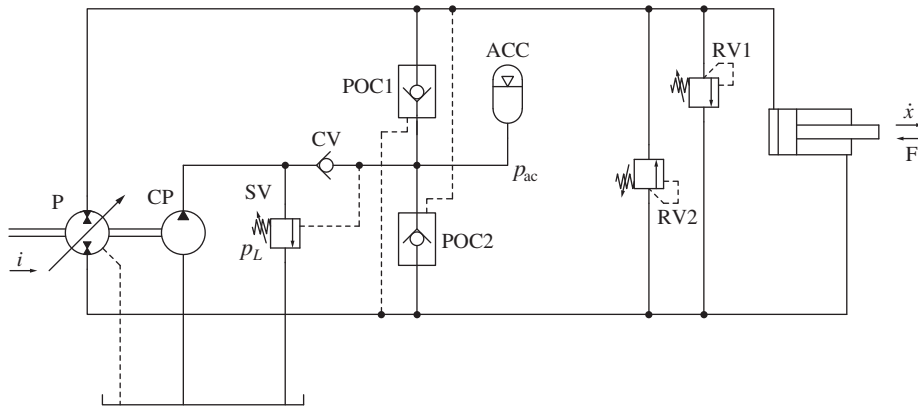 ACC
RV1
POC1
ẋ
CV
F
p_ac
P
CP
SV
RV2
POC2
p_L
i